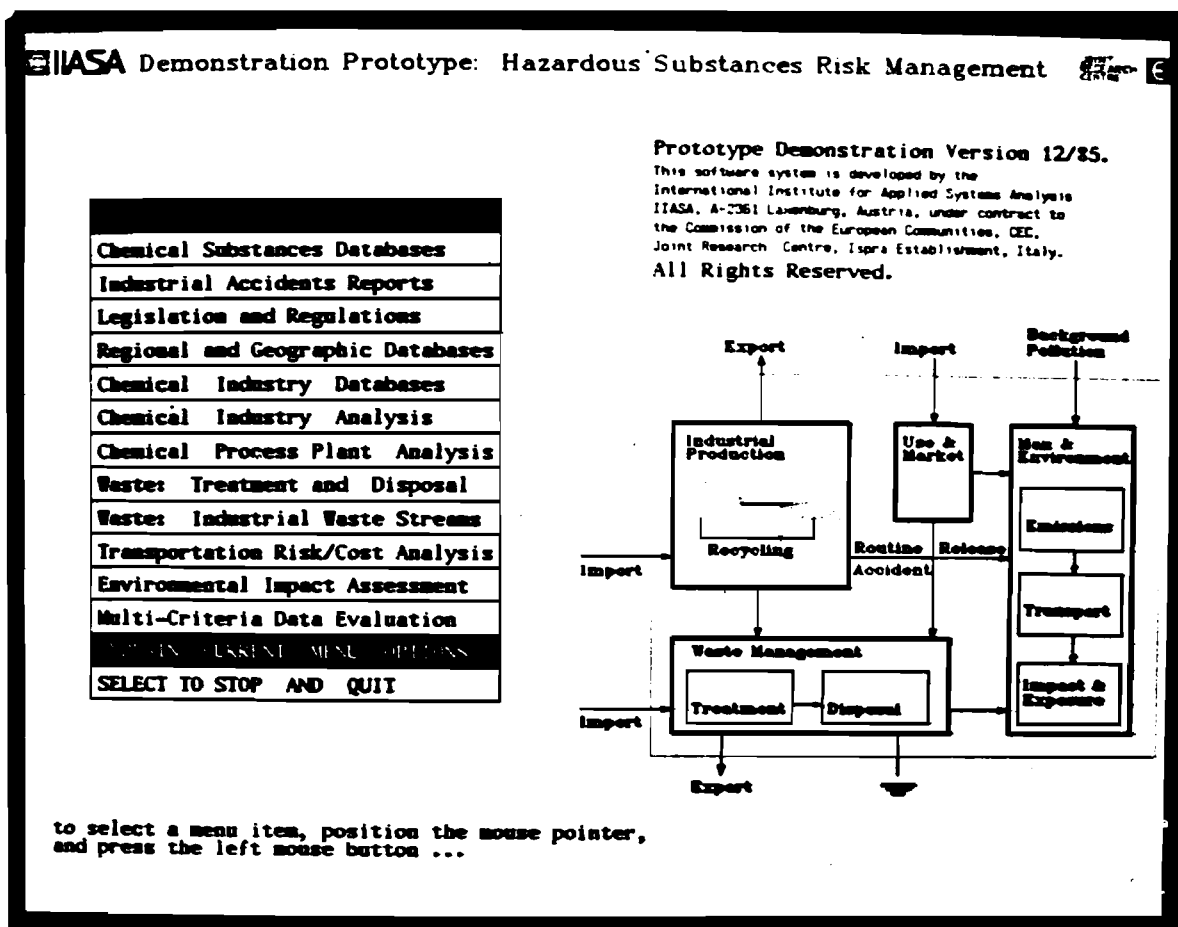 IIASA Demonstration Prototype: Hazardous Substances Risk Management
JOINT RESEARCH CENTRE
Prototype Demonstration Version 12/85.
This software system is developed by the
International Institute for Applied Systems Analysis
IIASA, A-2361 Laxenburg, Austria, under contract to
the Commission of the European Communities, CEC,
Joint Research Centre, Ispra Establishment, Italy.
All Rights Reserved.
Chemical Substances Databases
Industrial Accidents Reports
Legislation and Regulations
Regional and Geographic Databases
Chemical Industry Databases
Chemical Industry Analysis
Chemical Process Plant Analysis
Waste: Treatment and Disposal
Waste: Industrial Waste Streams
Transportation Risk/Cost Analysis
Environmental Impact Assessment
Multi-Criteria Data Evaluation
CURRENT MENU OPTIONS
SELECT TO STOP AND QUIT
Export
Import
Background
Pollution
Industrial
Production
Use &
Market
Man &
Environment
Emissions
Recycling
Routine Release
Import
Accident
Transport
Waste Management
Treatment
Disposal
Impact &
Exposure
Import
Export
to select a menu item, position the mouse pointer,
and press the left mouse button ...